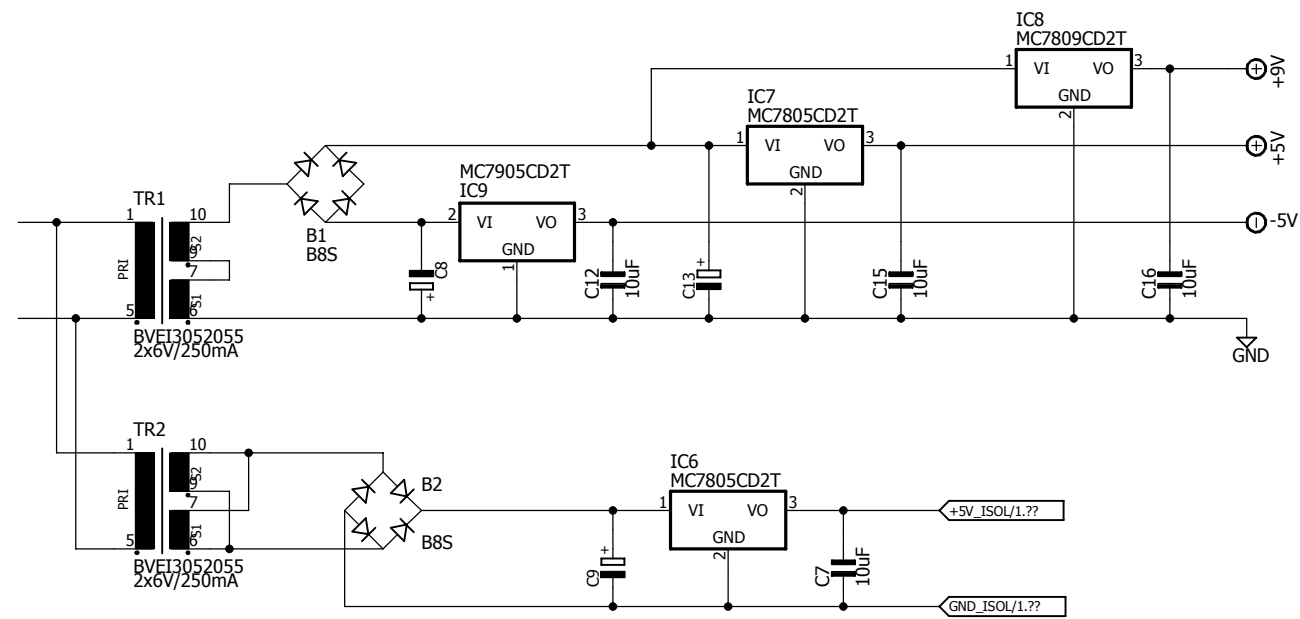 IC8
MC7809CD2T
1 VI VO 3
GND
2
+9V
IC7
MC7805CD2T
1 VI VO 3
GND
2
+5V
MC7905CD2T
IC9
2 VI VO 3
GND
1
-5V
B1
B8S
TR1
1 10
S2
9
PRI
7
S1
5 6
BVEI3052055
2x6V/250mA
C8
+
C12
10uF
C13
+
C15
10uF
C16
10uF
GND
TR2
1 10
S2
9
PRI
7
S1
5 6
BVEI3052055
2x6V/250mA
B2
B8S
IC6
MC7805CD2T
1 VI VO 3
GND
2
C9
+
C7
10uF
+5V_ISOL/1.??
GND_ISOL/1.??